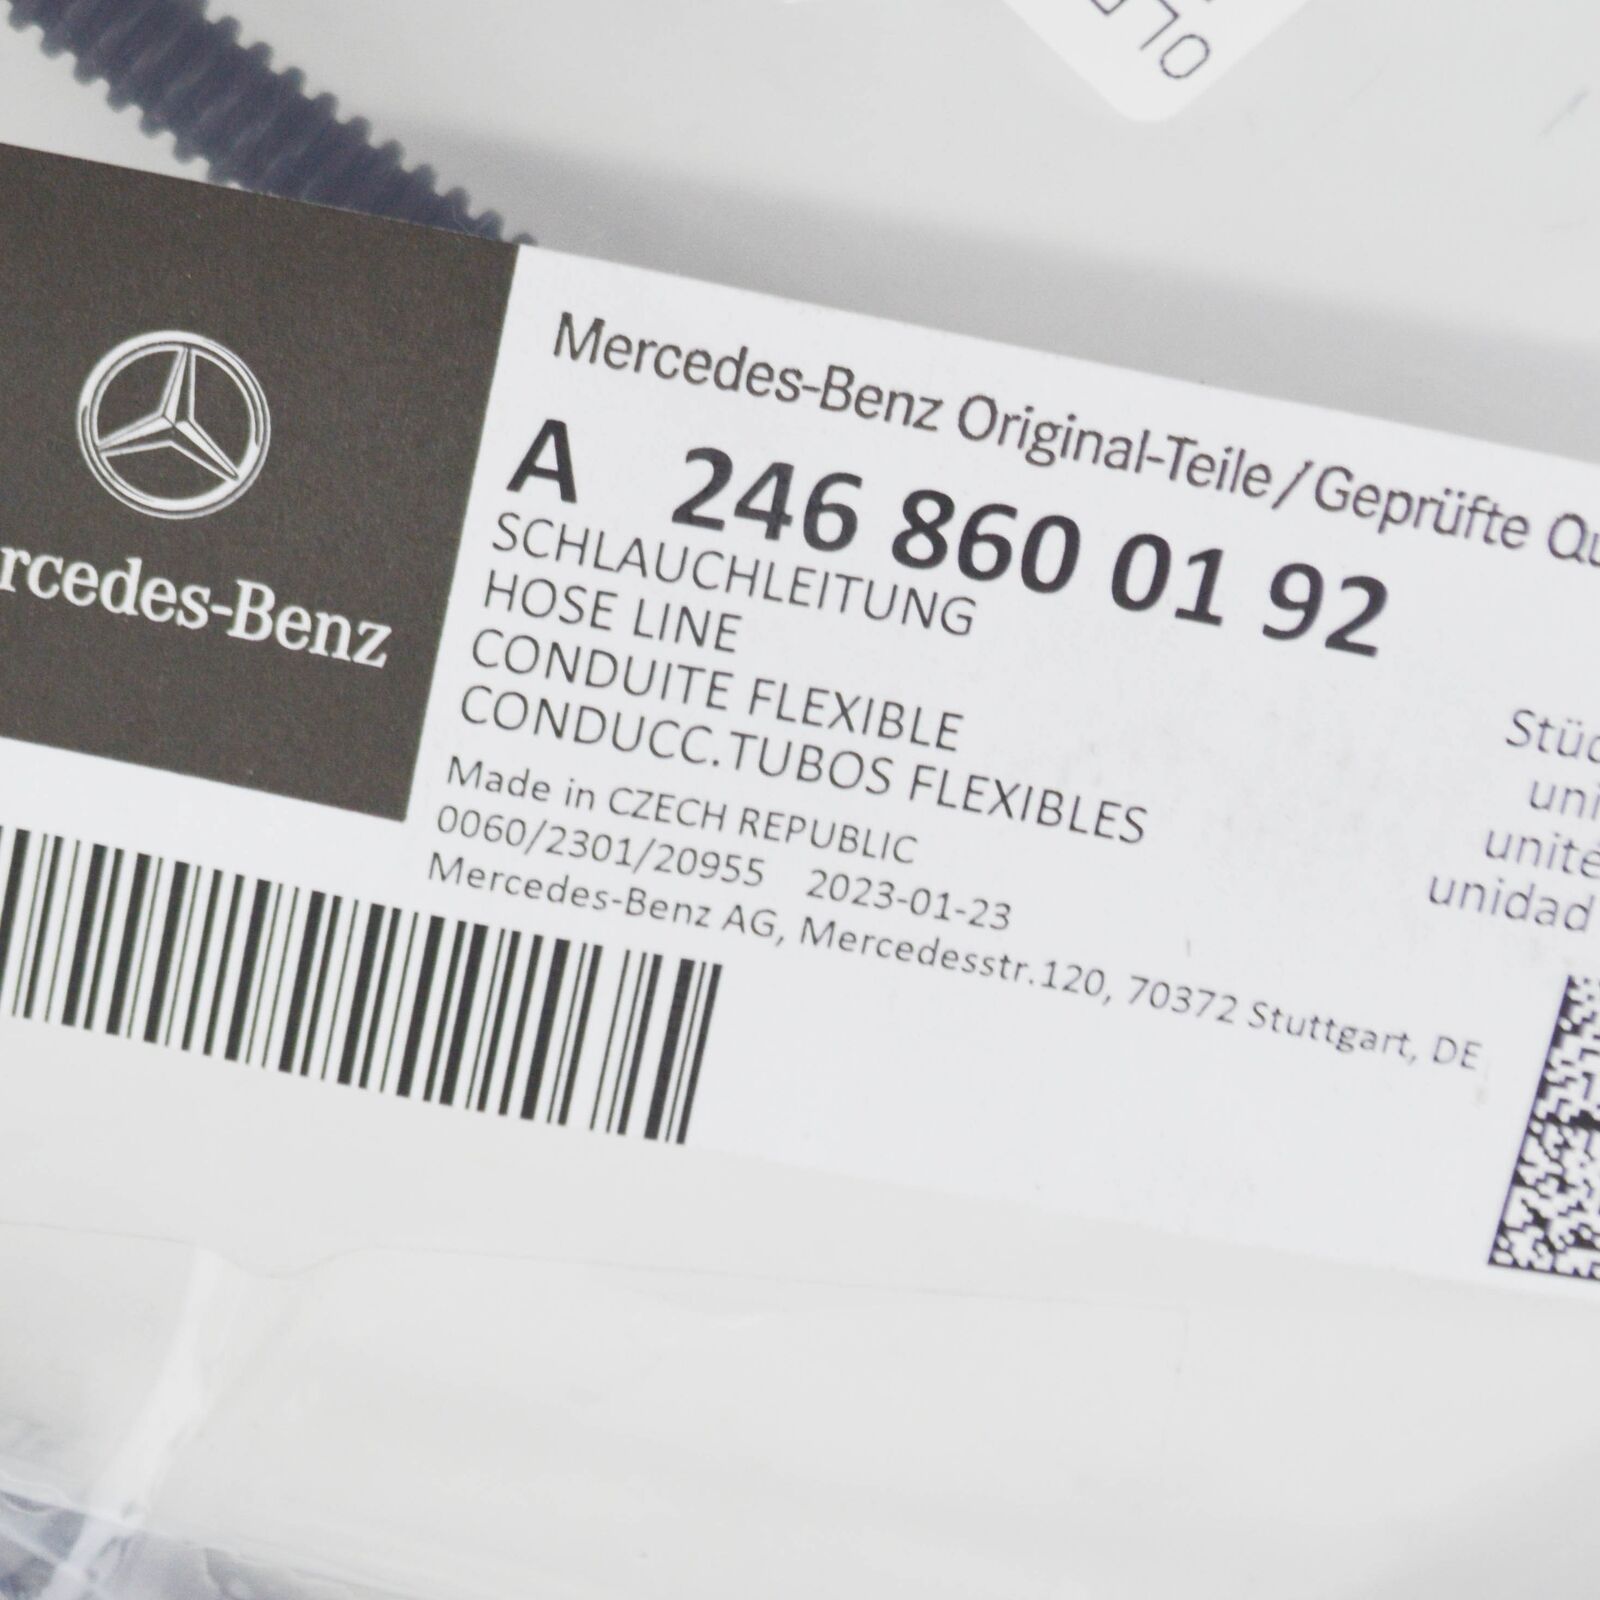 Mercedes-Benz
Mercedes-Benz Original-Teile/Geprüfte
A 246 860 01 92
SCHLAUCHLEITUNG
HOSE LINE
CONDUITE FLEXIBLE
CONDUCC.TUBOS FLEXIBLES
Made in CZECH REPUBLIC
0060/2301/20955 2023-01-23
Mercedes-Benz AG, Mercedesstr.120, 70372 Stuttgart, DE
unidad